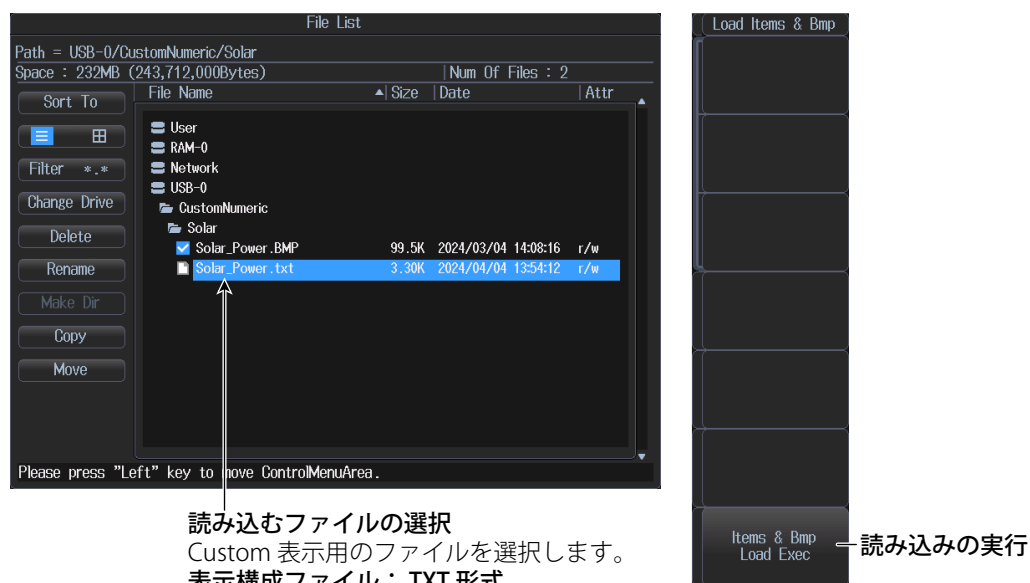 File List
Path = USB-0/CustomNumeric/Solar
Space : 232MB (243,712,000Bytes) Num Of Files : 2
File Name Size Date Attr
Sort To
Filter *.*
Change Drive
Delete
Rename
Make Dir
Copy
Move
User
RAM-0
Network
USB-0
CustomNumeric
Solar
Solar_Power.BMP 99.5K 2024/03/04 14:08:16 r/w
Solar_Power.txt 3.30K 2024/04/04 13:54:12 r/w
Please press "Left" key to move ControlMenuArea.
読み込むファイルの選択
Custom 表示用のファイルを選択します。
表示構成ファイル： TXT 形式
Load Items & Bmp
Items & Bmp
Load Exec
読み込みの実行